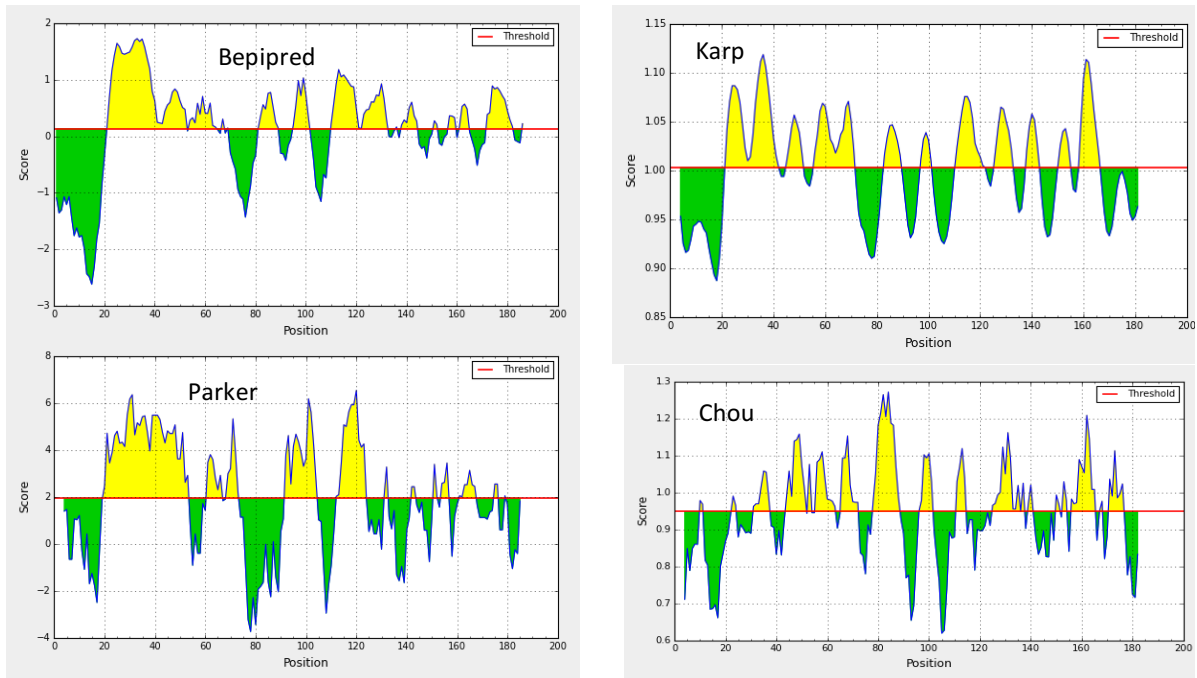 Bepipred
Threshold
Score
2
1
0
−1
−2
−3
0 20 40 60 80 100 120 140 160 180 200
Position
Karp
Threshold
Score
1.15
1.10
1.05
1.00
0.95
0.90
0.85
0 20 40 60 80 100 120 140 160 180 200
Position
Parker
Threshold
Score
8
6
4
2
0
−2
−4
0 20 40 60 80 100 120 140 160 180 200
Position
Chou
Threshold
Score
1.3
1.2
1.1
1.0
0.9
0.8
0.7
0.6
0 20 40 60 80 100 120 140 160 180 200
Position